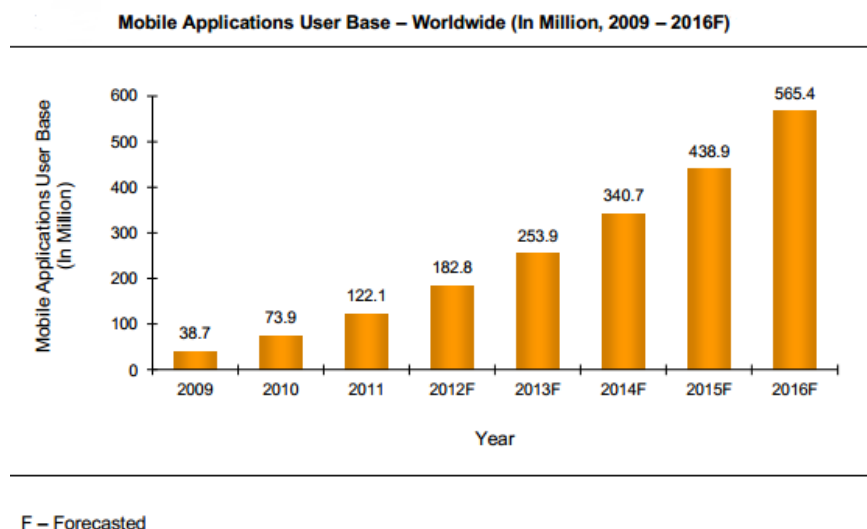 Mobile Applications User Base – Worldwide (In Million, 2009 – 2016F)
Mobile Applications User Base
(In Million)
600
500
400
300
200
100
0
38.7
73.9
122.1
182.8
253.9
340.7
438.9
565.4
2009
2010
2011
2012F
2013F
2014F
2015F
2016F
Year
F – Forecasted